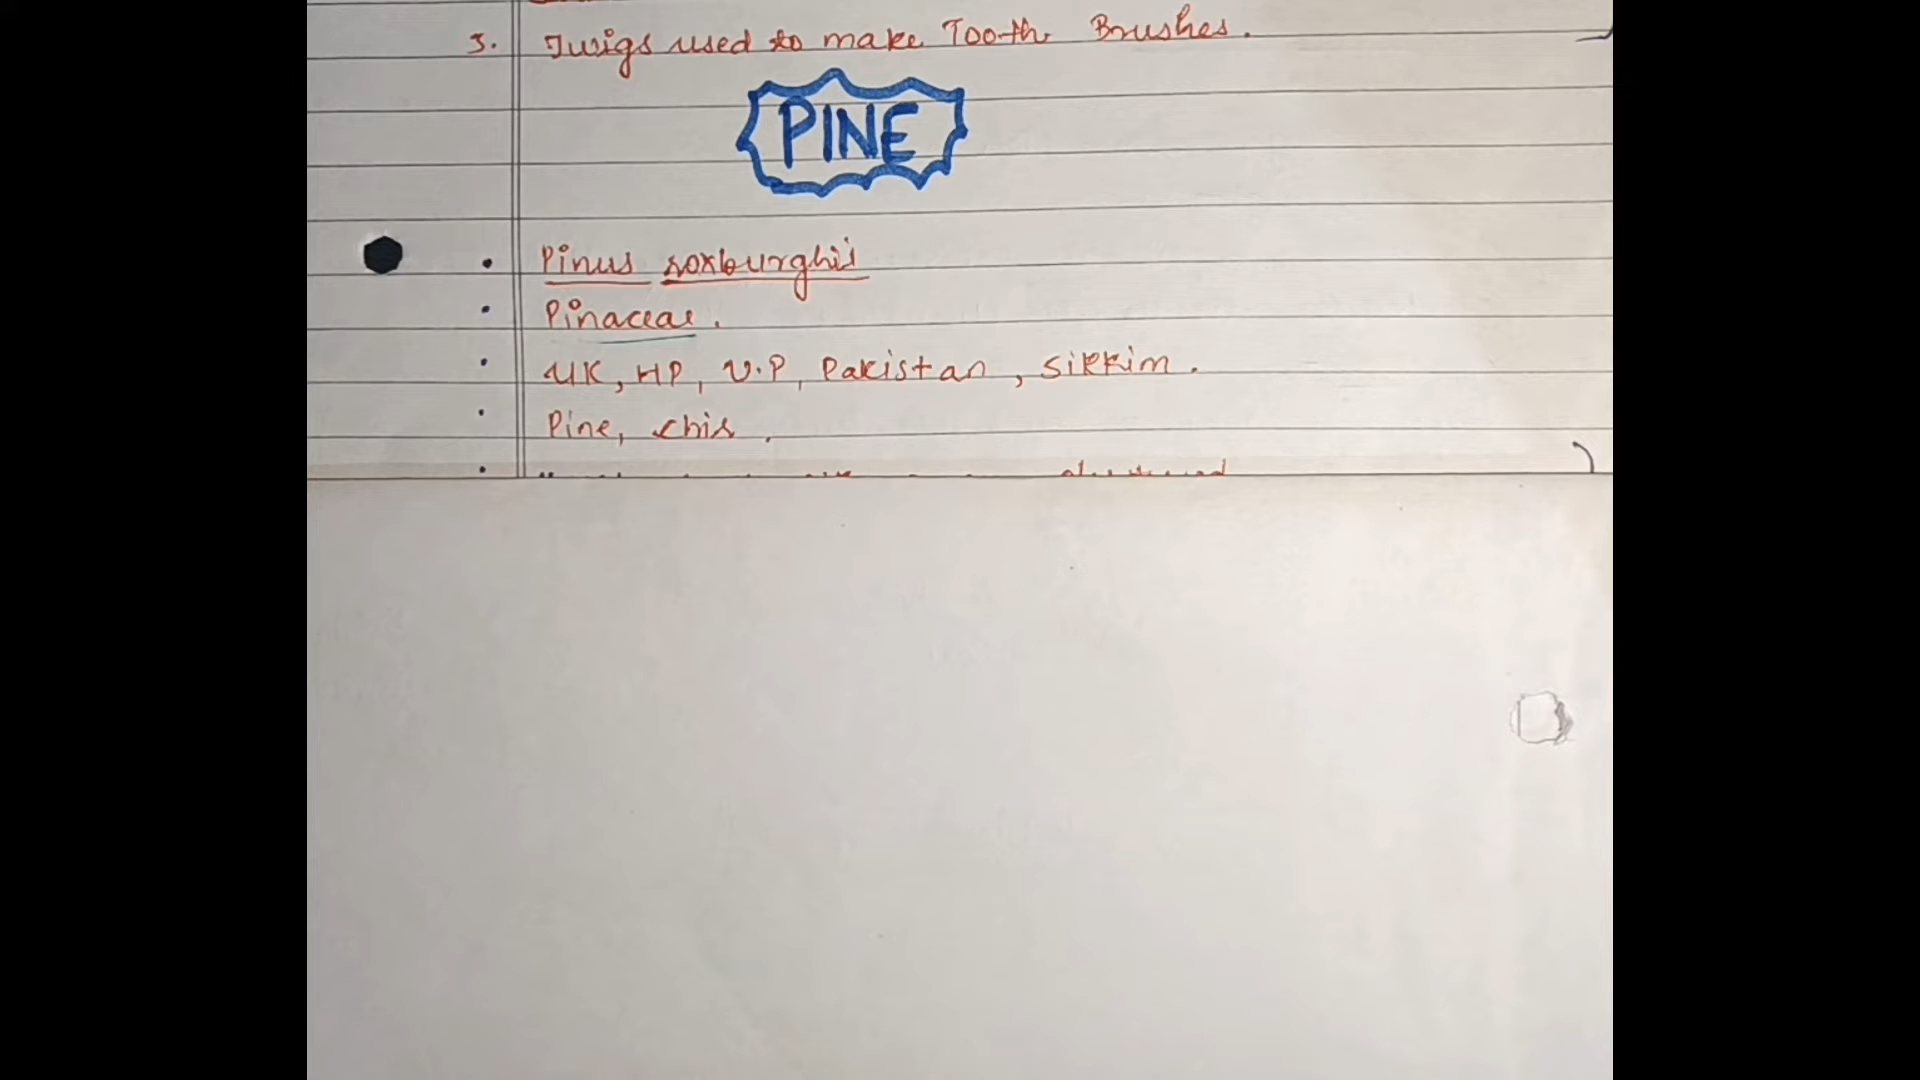 3. Twigs used to make Tooth Brushes.
PINE
• Pinus roxburghii
• Pinaceae.
• UK, HP, U.P, Pakistan, Sikkim.
• Pine, chir.